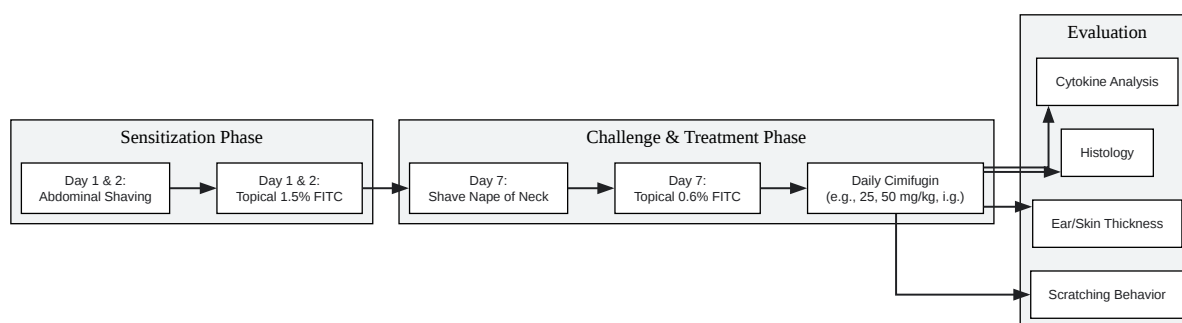 Evaluation
Cytokine Analysis
Sensitization Phase
Challenge & Treatment Phase
Histology
Day 1 & 2:
Abdominal Shaving
Day 1 & 2:
Topical 1.5% FITC
Day 7:
Shave Nape of Neck
Day 7:
Topical 0.6% FITC
Daily Cimifugin
(e.g., 25, 50 mg/kg, i.g.)
Ear/Skin Thickness
Scratching Behavior